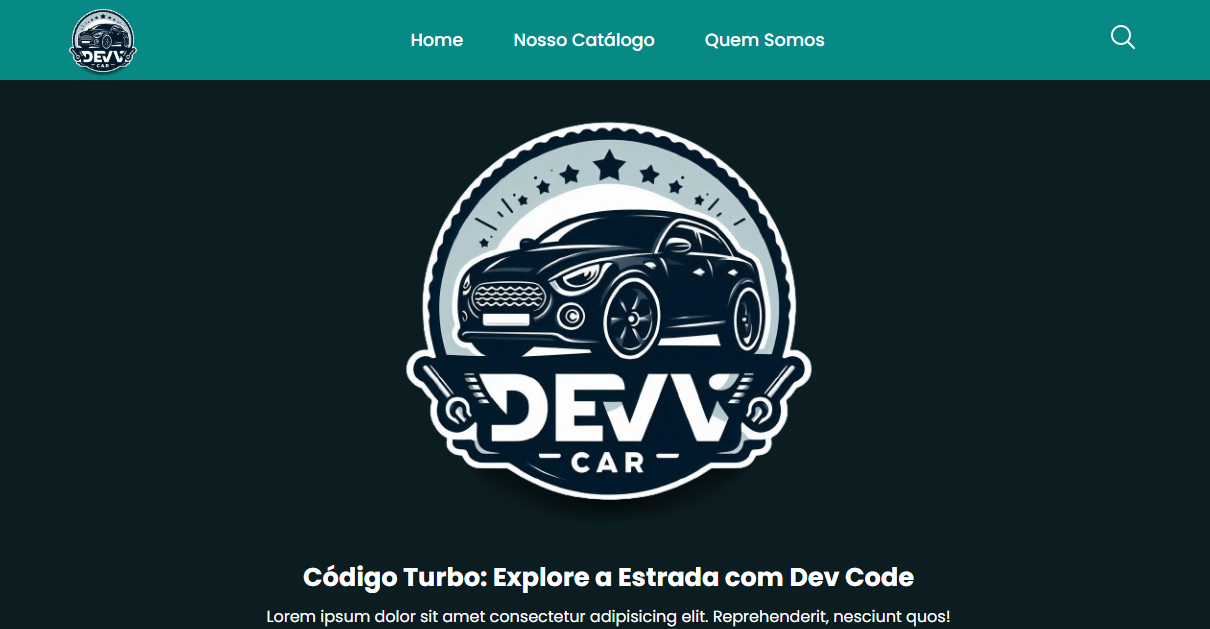 DEVV
CAR
Home
Nosso Catálogo
Quem Somos
DEVV
CAR
Código Turbo: Explore a Estrada com Dev Code
Lorem ipsum dolor sit amet consectetur adipisicing elit. Reprehenderit, nesciunt quos!